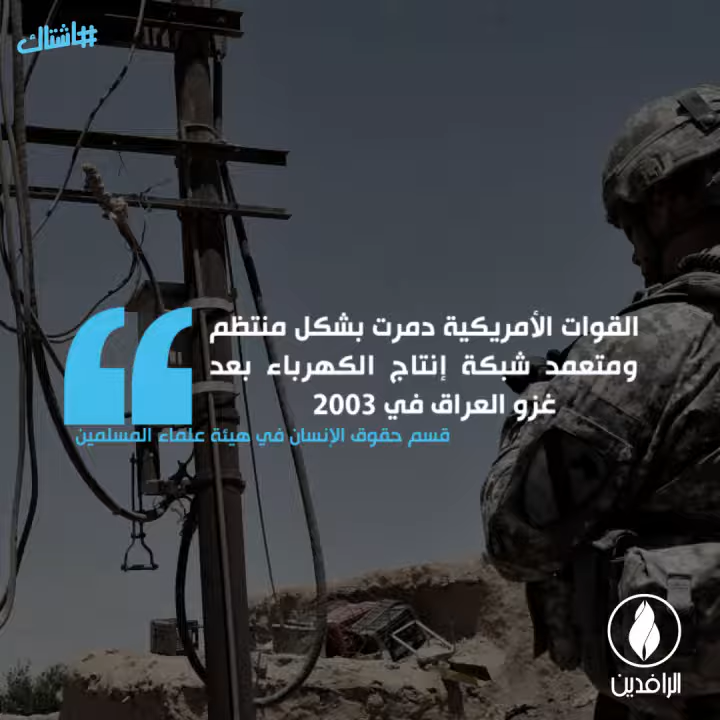 #اشتاك
القوات الأمريكية دمرت بشكل منتظم
ومتعمد شبكة إنتاج الكهرباء بعد
غزو العراق في 2003
قسم حقوق الإنسان في هيئة علماء المسلمين
الرافدين